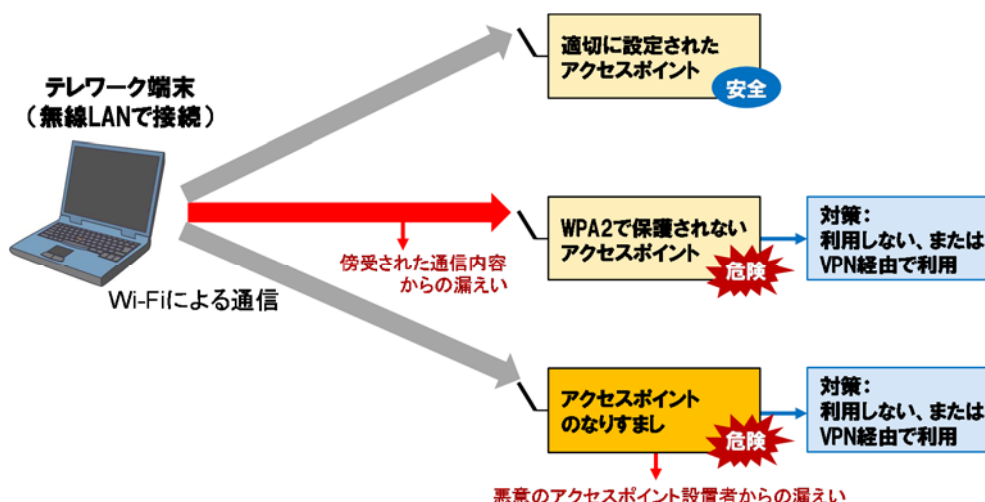 適切に設定された
アクセスポイント
安全
テレワーク端末
（無線LANで接続）
WPA2で保護されない
アクセスポイント
危険
対策：
利用しない、または
VPN経由で利用
傍受された通信内容
からの漏えい
Wi-Fiによる通信
アクセスポイント
のなりすまし
危険
対策：
利用しない、または
VPN経由で利用
悪意のアクセスポイント設置者からの漏えい